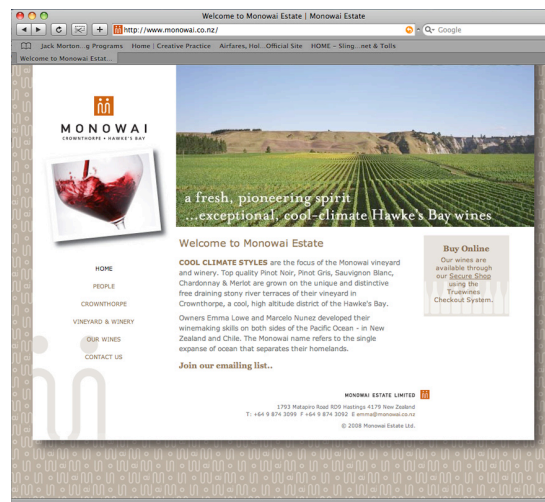 Welcome to Monowai Estate | Monowai Estate
http://www.monowai.co.nz/
Google
Jack Morton...g Programs Home | Creative Practice Airfares, Hol...Official Site HOME – Sling...net & Tolls
Welcome to Monowai Estat...
MONOWAI
CROWNTHORPE • HAWKE'S BAY
a fresh, pioneering spirit
...exceptional, cool-climate Hawke's Bay wines
HOME
PEOPLE
CROWNTHORPE
VINEYARD & WINERY
OUR WINES
CONTACT US
Welcome to Monowai Estate
COOL CLIMATE STYLES are the focus of the Monowai vineyard
and winery. Top quality Pinot Noir, Pinot Gris, Sauvignon Blanc,
Chardonnay & Merlot are grown on the unique and distinctive
free draining stony river terraces of their vineyard in
Crownthorpe, a cool, high altitude district of the Hawke's Bay.
Owners Emma Lowe and Marcelo Nunez developed their
winemaking skills on both sides of the Pacific Ocean - in New
Zealand and Chile. The Monowai name refers to the single
expanse of ocean that separates their homelands.
Join our emailing list..
Buy Online
Our wines are
available through
our Secure Shop
using the
Truewines
Checkout System.
MONOWAI ESTATE LIMITED
1793 Matapiro Road RD9 Hastings 4179 New Zealand
T: +64 9 874 3099 F +64 9 874 3092 E emma@monowai.co.nz
© 2008 Monowai Estate Ltd.